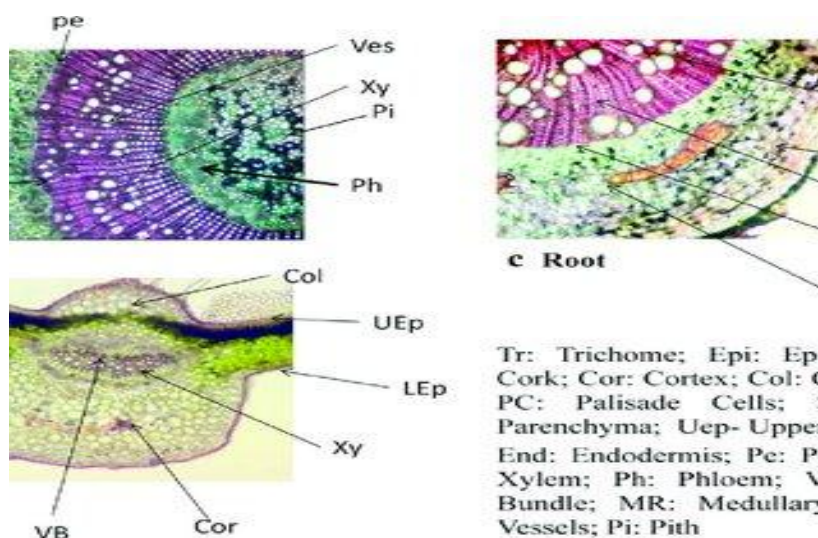 pe
Ves
Xy
Pi
Ph
Col
UEp
LEp
Xy
VB
Cor
c Root
Tr: Trichome; Epi: Ep
Cork; Cor: Cortex; Col:
PC: Palisade Cells;
Parenchyma; Uep- Upper
End: Endodermis; Pe: P
Xylem; Ph: Phloem; V
Bundle; MR: Medullary
Vessels; Pi: Pith